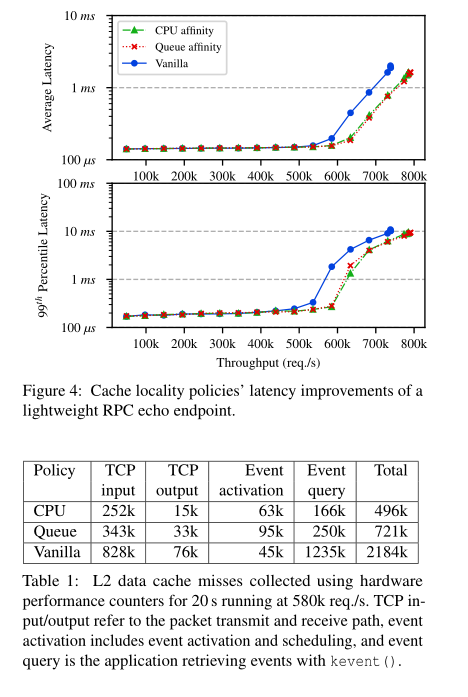 10 ms
CPU affinity
Queue affinity
Vanilla
1 ms
Average Latency
100 µs
100k 200k 300k 400k 500k 600k 700k 800k
100 ms
10 ms
1 ms
99th Percentile Latency
100 µs
100k 200k 300k 400k 500k 600k 700k 800k
Throughput (req./s)
Figure 4: Cache locality policies' latency improvements of a
lightweight RPC echo endpoint.
Policy TCP TCP Event Event Total
input output activation query
CPU 252k 15k 63k 166k 496k
Queue 343k 33k 95k 250k 721k
Vanilla 828k 76k 45k 1235k 2184k
Table 1: L2 data cache misses collected using hardware
performance counters for 20 s running at 580k req./s. TCP in-
put/output refer to the packet transmit and receive path, event
activation includes event activation and scheduling, and event
query is the application retrieving events with kevent().